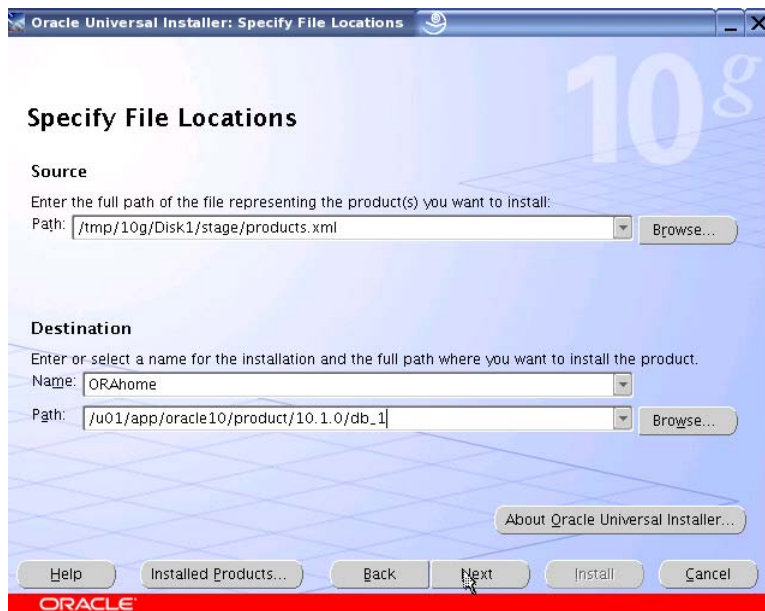 Oracle Universal Installer: Specify File Locations
10g
Specify File Locations
Source
Enter the full path of the file representing the product(s) you want to install:
Path: /tmp/10g/Disk1/stage/products.xml Browse...
Destination
Enter or select a name for the installation and the full path where you want to install the product.
Name: ORAhome
Path: /u01/app/oracle10/product/10.1.0/db_1 Browse...
About Oracle Universal Installer...
Help Installed Products... Back Next Install Cancel
ORACLE